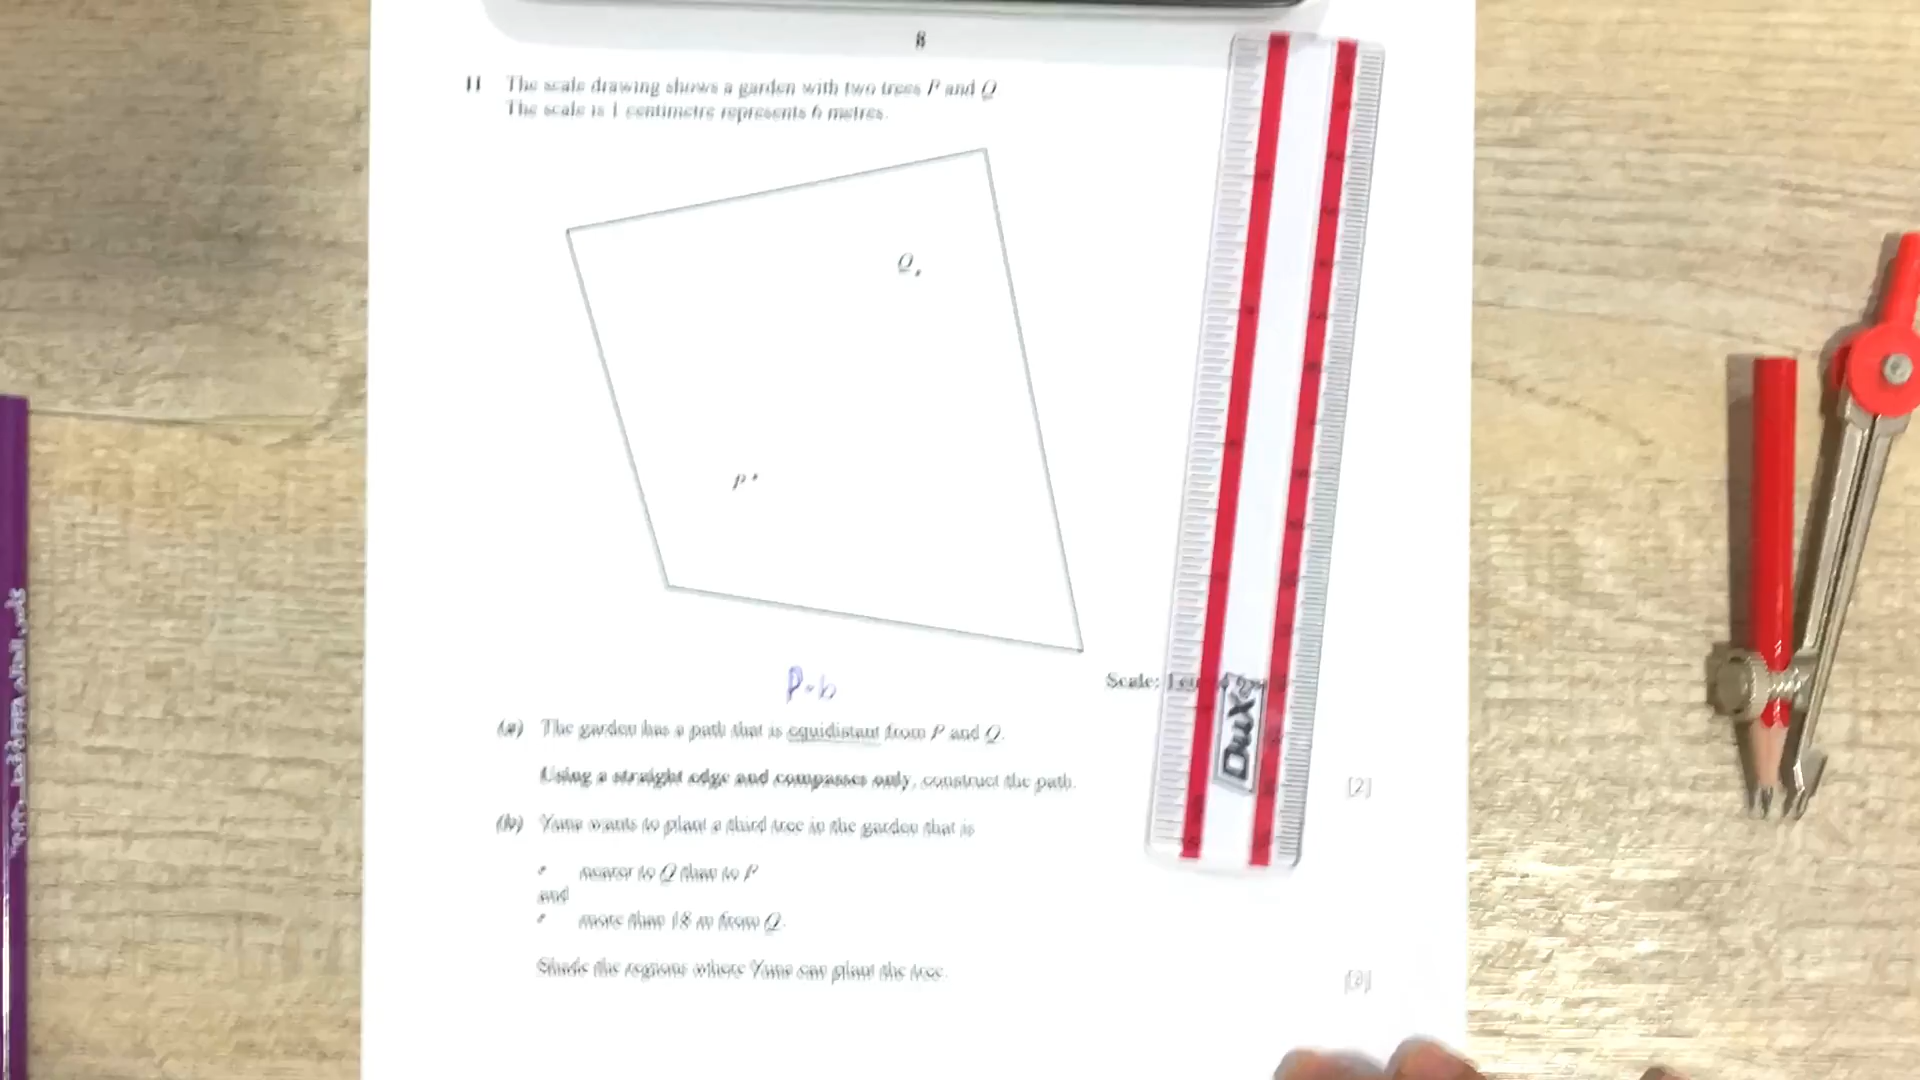 8
11 The scale drawing shows a garden with two trees P and Q
The scale is 1 centimetre represents 6 metres.
Q
P
P-b
Scale:
(a) The garden has a path that is equidistant from P and Q.
Using a straight edge and compasses only, construct the path. [2]
(b) Yuna wants to plant a third tree in the garden that is
• nearer to Q than to P
and
• more than 18 m from Q.
Shade the regions where Yuna can plant the tree. [3]
Dux